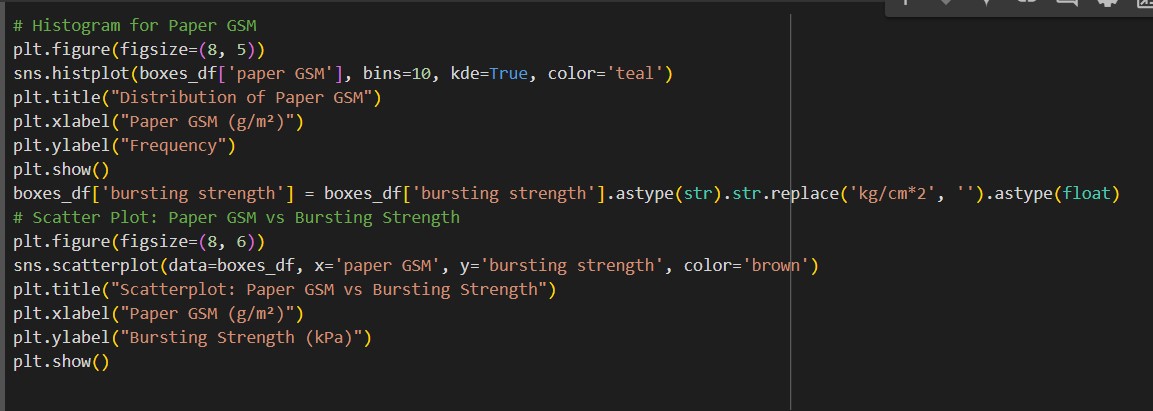 # Histogram for Paper GSM
plt.figure(figsize=(8, 5))
sns.histplot(boxes_df['paper GSM'], bins=10, kde=True, color='teal')
plt.title("Distribution of Paper GSM")
plt.xlabel("Paper GSM (g/m²)")
plt.ylabel("Frequency")
plt.show()
boxes_df['bursting strength'] = boxes_df['bursting strength'].astype(str).str.replace('kg/cm*2', '').astype(float)
# Scatter Plot: Paper GSM vs Bursting Strength
plt.figure(figsize=(8, 6))
sns.scatterplot(data=boxes_df, x='paper GSM', y='bursting strength', color='brown')
plt.title("Scatterplot: Paper GSM vs Bursting Strength")
plt.xlabel("Paper GSM (g/m²)")
plt.ylabel("Bursting Strength (kPa)")
plt.show()